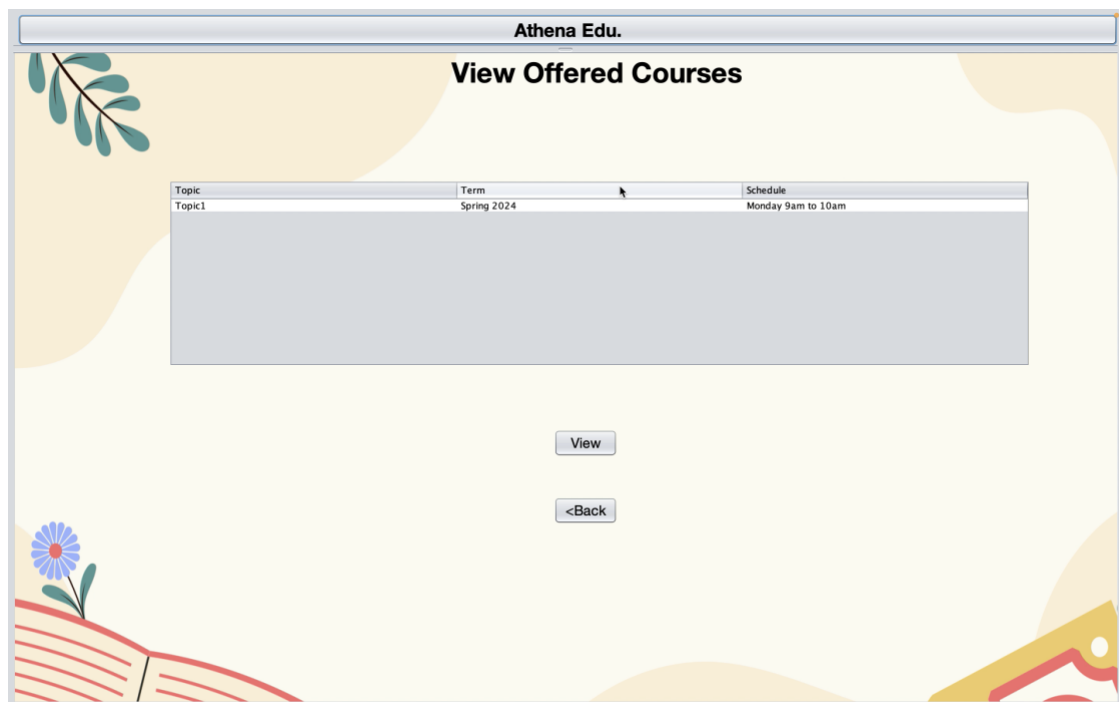 Athena Edu.
View Offered Courses
Topic Term Schedule
Topic1 Spring 2024 Monday 9am to 10am
View
<Back